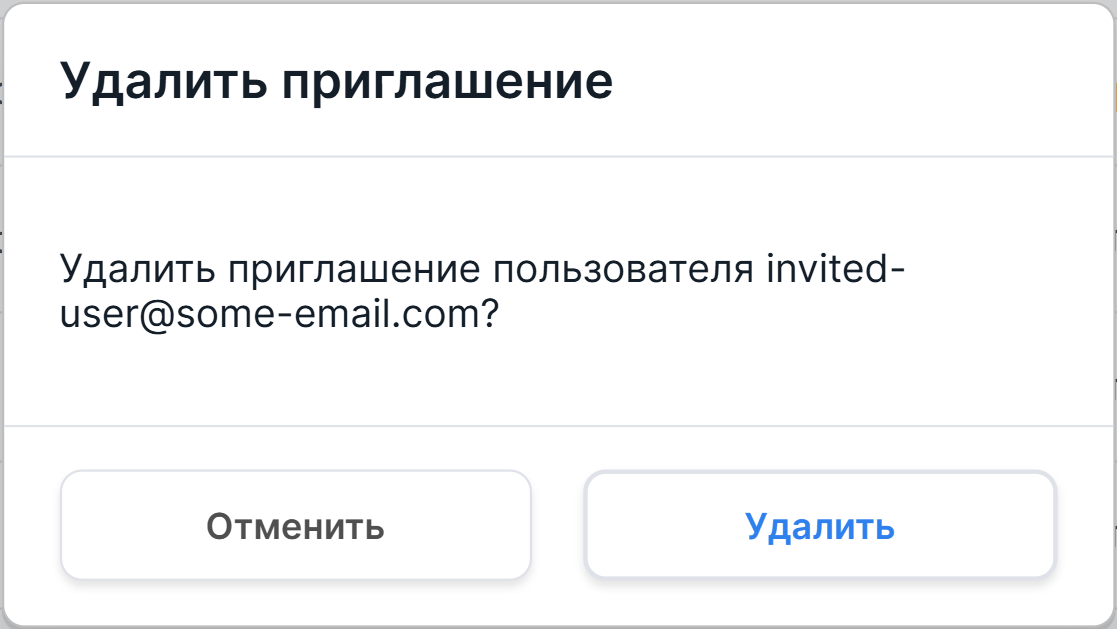 Удалить приглашение
Удалить приглашение пользователя invited-
user@some-email.com?
Отменить
Удалить